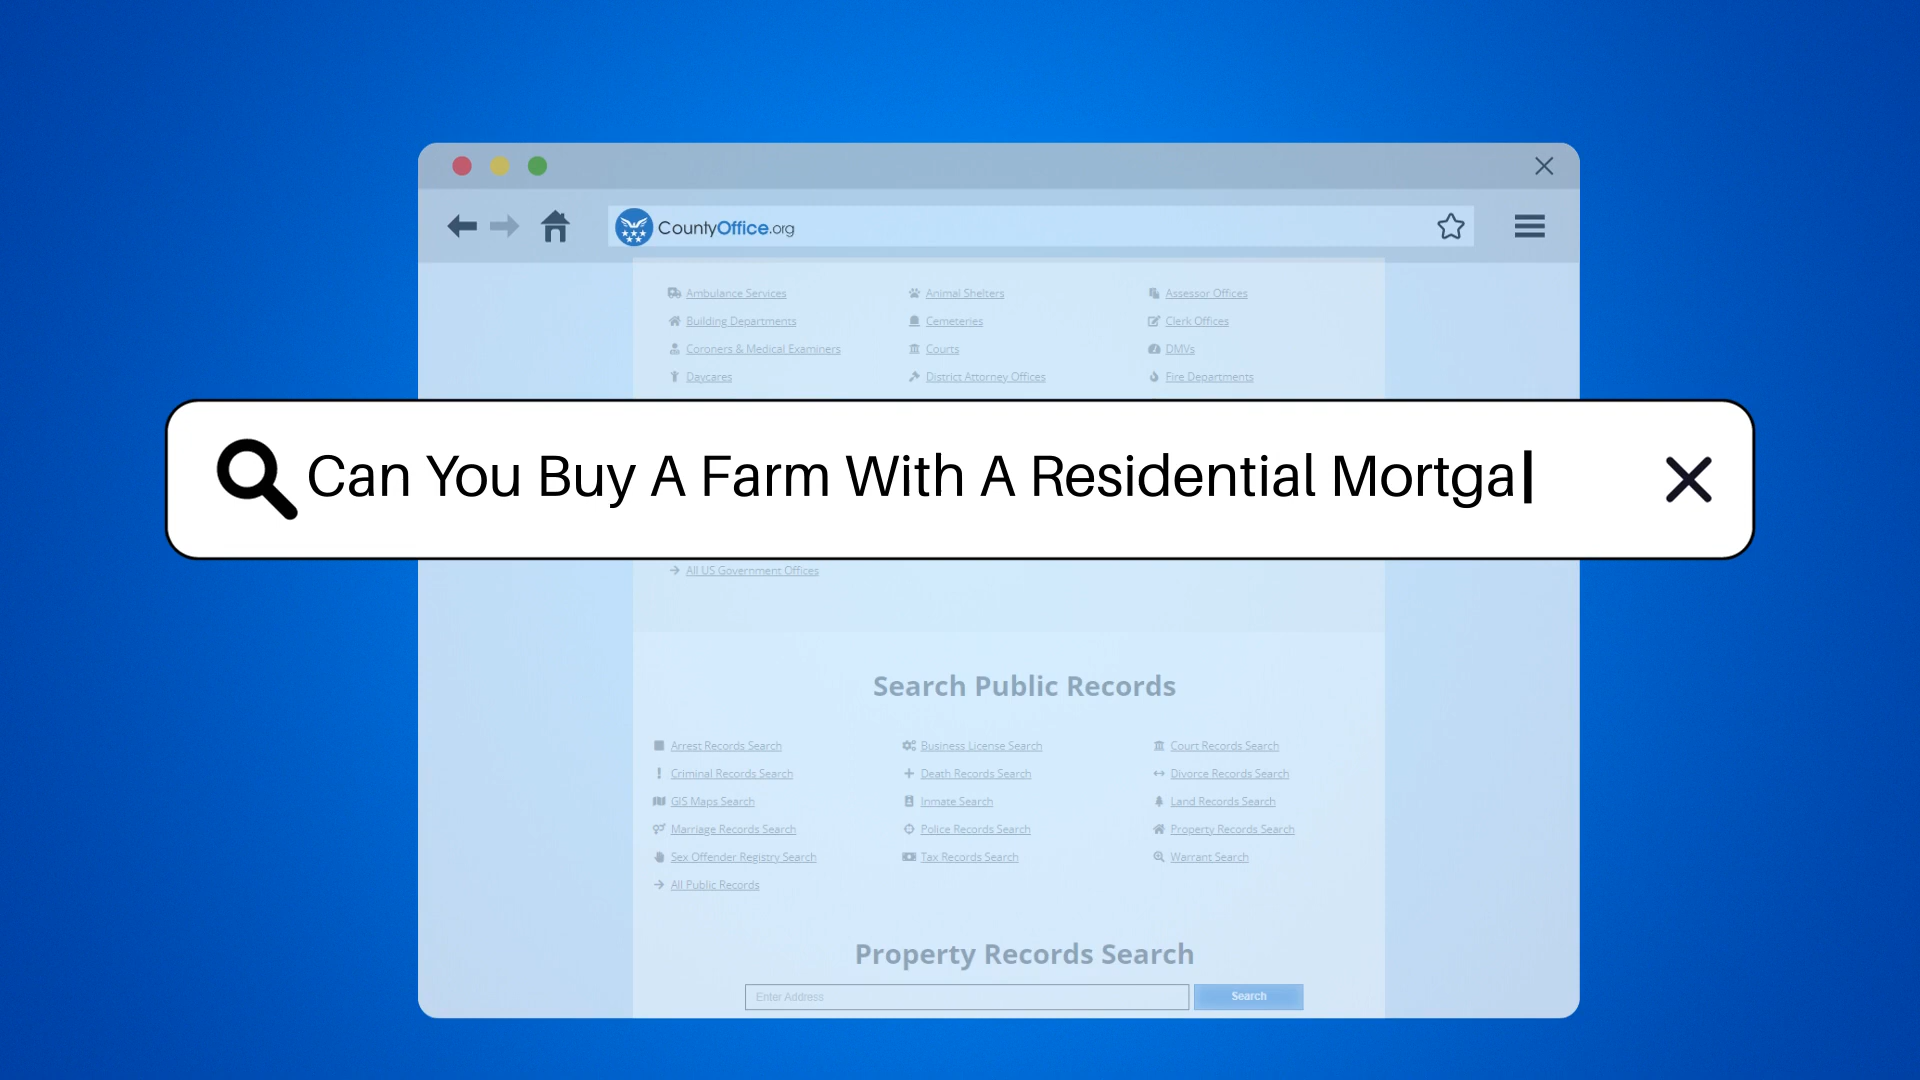 CountyOffice.org
Ambulance Services Animal Shelters Assessor Offices
Building Departments Cemeteries Clerk Offices
Coroners & Medical Examiners Courts DMVs
Daycares District Attorney Offices Fire Departments
Can You Buy A Farm With A Residential Mortga
All US Government Offices
Search Public Records
Arrest Records Search Business License Search Court Records Search
Criminal Records Search Death Records Search Divorce Records Search
GIS Maps Search Inmate Search Land Records Search
Marriage Records Search Police Records Search Property Records Search
Sex Offender Registry Search Tax Records Search Warrant Search
All Public Records
Property Records Search
Enter Address Search